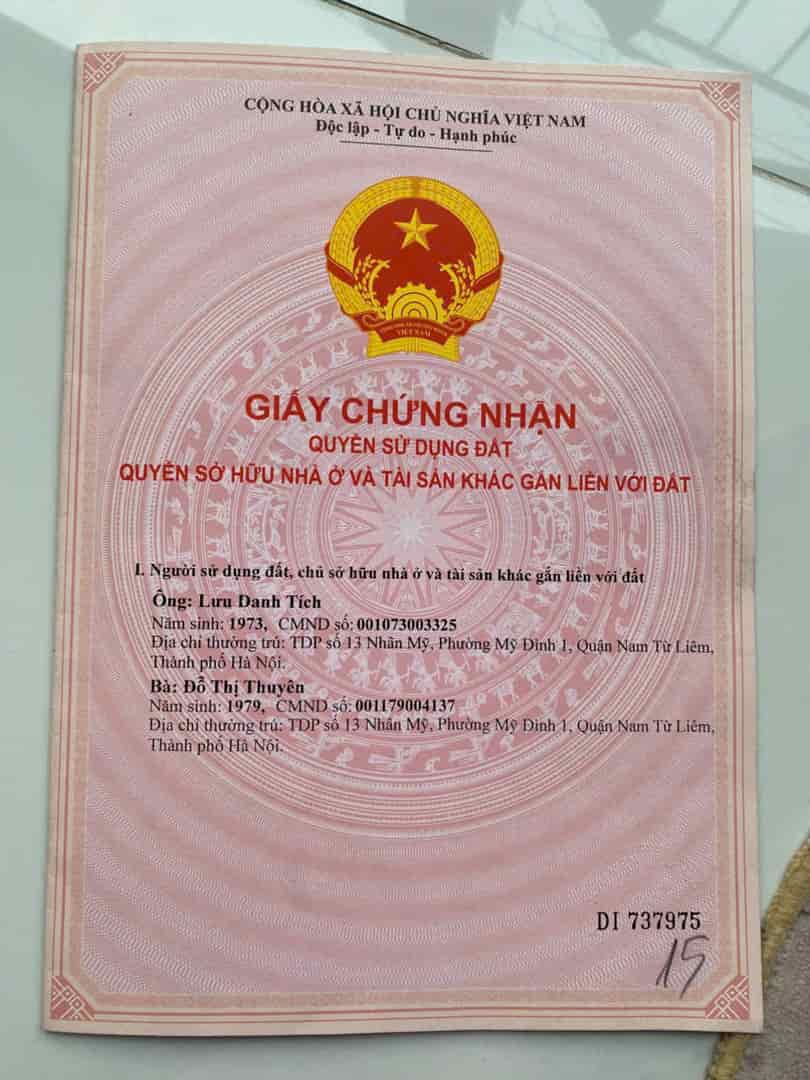 CỘNG HÒA XÃ HỘI CHỦ NGHĨA VIỆT NAM
Độc lập - Tự do - Hạnh phúc
VIỆT NAM
GIẤY CHỨNG NHẬN
QUYỀN SỬ DỤNG ĐẤT
QUYỀN SỞ HỮU NHÀ Ở VÀ TÀI SẢN KHÁC GẮN LIỀN VỚI ĐẤT
I. Người sử dụng đất, chủ sở hữu nhà ở và tài sản khác gắn liền với đất
Ông: Lưu Danh Tích
Năm sinh: 1973, CMND số: 001073003325
Địa chỉ thường trú: TDP số 13 Nhân Mỹ, Phường Mỹ Đình 1, Quận Nam Từ Liêm,
Thành phố Hà Nội.
Bà: Đỗ Thị Thuyên
Năm sinh: 1979, CMND số: 001179004137
Địa chỉ thường trú: TDP số 13 Nhân Mỹ, Phường Mỹ Đình 1, Quận Nam Từ Liêm,
Thành phố Hà Nội.
DI 737975
15